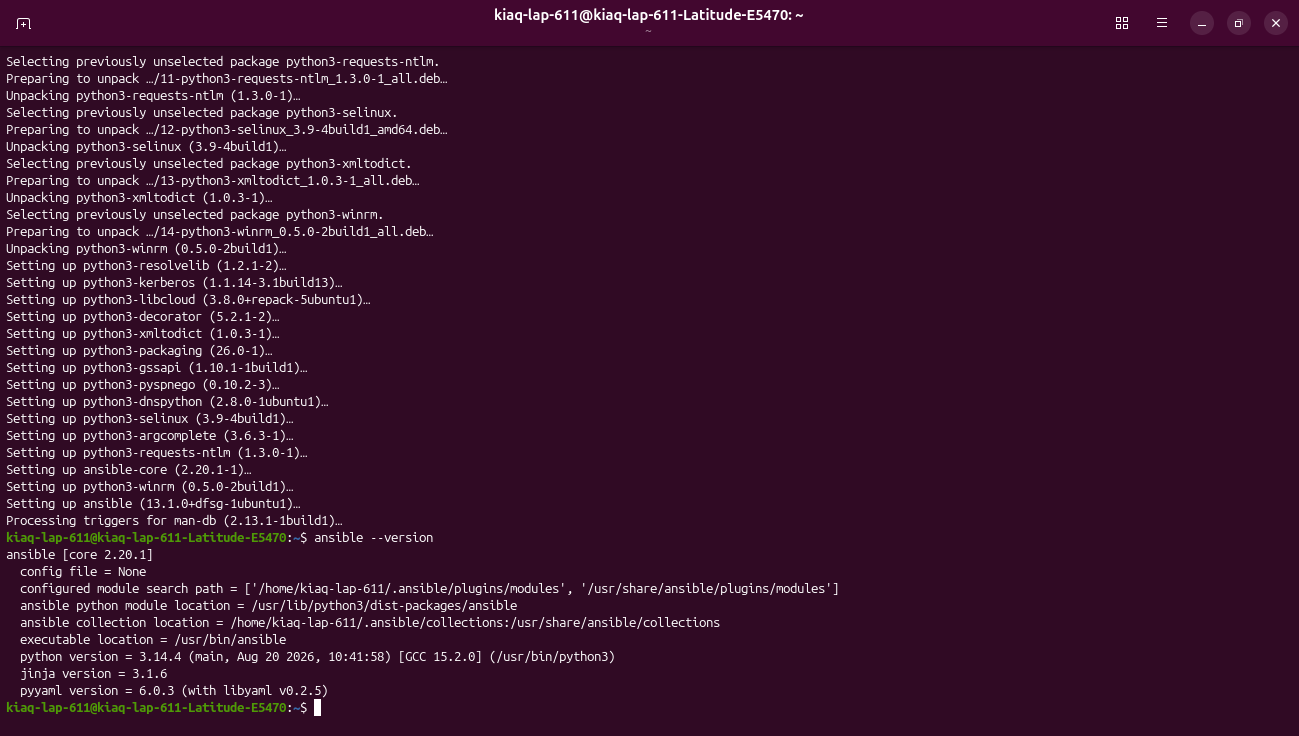 kiaq-lap-611@kiaq-lap-611-Latitude-E5470: ~
~
Selecting previously unselected package python3-requests-ntlm.
Preparing to unpack …/11-python3-requests-ntlm_1.3.0-1_all.deb…
Unpacking python3-requests-ntlm (1.3.0-1)…
Selecting previously unselected package python3-selinux.
Preparing to unpack …/12-python3-selinux_3.9-4build1_amd64.deb…
Unpacking python3-selinux (3.9-4build1)…
Selecting previously unselected package python3-xmltodict.
Preparing to unpack …/13-python3-xmltodict_1.0.3-1_all.deb…
Unpacking python3-xmltodict (1.0.3-1)…
Selecting previously unselected package python3-winrm.
Preparing to unpack …/14-python3-winrm_0.5.0-2build1_all.deb…
Unpacking python3-winrm (0.5.0-2build1)…
Setting up python3-resolvelib (1.2.1-2)…
Setting up python3-kerberos (1.1.14-3.1build13)…
Setting up python3-libcloud (3.8.0+repack-5ubuntu1)…
Setting up python3-decorator (5.2.1-2)…
Setting up python3-xmltodict (1.0.3-1)…
Setting up python3-packaging (26.0-1)…
Setting up python3-gssapi (1.10.1-1build1)…
Setting up python3-pyspnego (0.10.2-3)…
Setting up python3-dnspython (2.8.0-1ubuntu1)…
Setting up python3-selinux (3.9-4build1)…
Setting up python3-argcomplete (3.6.3-1)…
Setting up python3-requests-ntlm (1.3.0-1)…
Setting up ansible-core (2.20.1-1)…
Setting up python3-winrm (0.5.0-2build1)…
Setting up ansible (13.1.0+dfsg-1ubuntu1)…
Processing triggers for man-db (2.13.1-1build1)…
kiaq-lap-611@kiaq-lap-611-Latitude-E5470:~$ ansible --version
ansible [core 2.20.1]
  config file = None
  configured module search path = ['/home/kiaq-lap-611/.ansible/plugins/modules', '/usr/share/ansible/plugins/modules']
  ansible python module location = /usr/lib/python3/dist-packages/ansible
  ansible collection location = /home/kiaq-lap-611/.ansible/collections:/usr/share/ansible/collections
  executable location = /usr/bin/ansible
  python version = 3.14.4 (main, Aug 20 2026, 10:41:58) [GCC 15.2.0] (/usr/bin/python3)
  jinja version = 3.1.6
  pyyaml version = 6.0.3 (with libyaml v0.2.5)
kiaq-lap-611@kiaq-lap-611-Latitude-E5470:~$